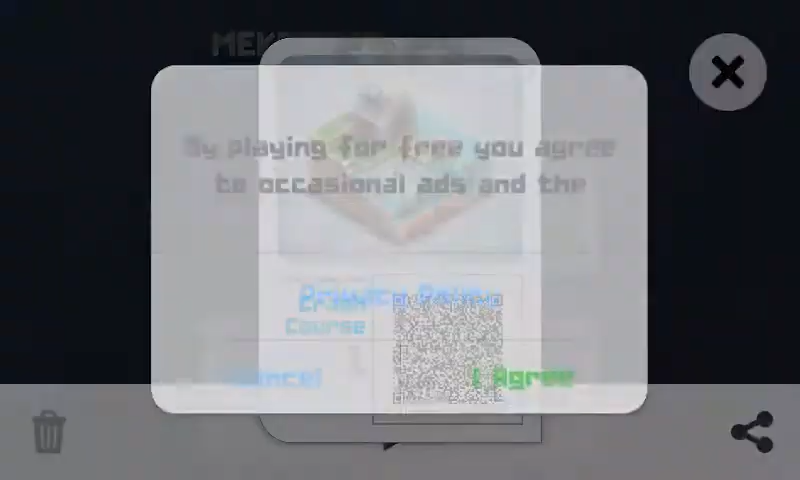 By playing for free you agree
to occasional ads and the
Privacy Policy
Crash
Course
Cancel
I Agree